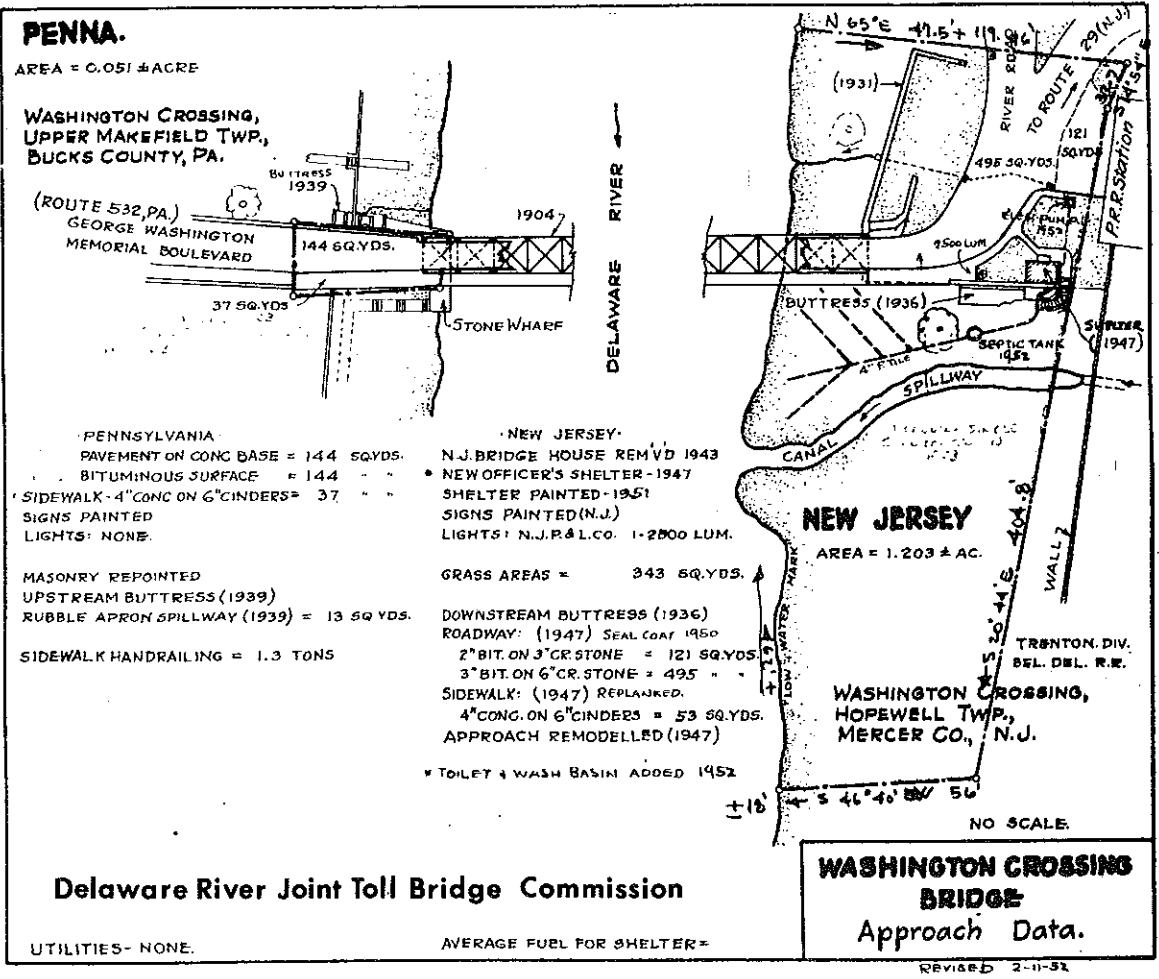 PENNA.
AREA = 0.051 ± ACRE
WASHINGTON CROSSING,
UPPER MAKEFIELD TWP.,
BUCKS COUNTY, PA.
BUTTRESS
1939
(ROUTE 532, PA.)
GEORGE WASHINGTON
MEMORIAL BOULEVARD
144 SQ.YDS.
37 SQ.YDS
STONE WHARF
1904
DELAWARE RIVER
N. 65° E 47.5' + 119.
(1931)
RIVER ROAD
TO ROUTE 29 (N.J.)
121
SQ.YDS
495 SQ.YDS.
P.R.R. Station
1952
LUM.
BUTTRESS (1936)
SHELTER
(1947)
SEPTIC TANK
1952
4" TILE
CANAL SPILLWAY
·PENNSYLVANIA·
PAVEMENT ON CONC BASE = 144 SQ.YDS.
BITUMINOUS SURFACE = 144 " "
SIDEWALK-4"CONC ON 6"CINDERS= 37 " "
SIGNS PAINTED
LIGHTS: NONE.
MASONRY REPOINTED
UPSTREAM BUTTRESS (1939)
RUBBLE APRON SPILLWAY (1939) = 13 SQ YDS.
SIDEWALK HANDRAILING = 1.3 TONS
·NEW JERSEY·
N.J. BRIDGE HOUSE REM'V'D 1943
* NEW OFFICER'S SHELTER-1947
SHELTER PAINTED-1951
SIGNS PAINTED (N.J.)
LIGHTS: N.J.P.&L.CO. 1-2500 LUM.
GRASS AREAS = 343 SQ.YDS.
DOWNSTREAM BUTTRESS (1936)
ROADWAY: (1947) SEAL COAT 1950
2"BIT. ON 3"CR. STONE = 121 SQ.YDS.
3"BIT. ON 6"CR. STONE = 495 " "
SIDEWALK: (1947) REPLANKED.
4"CONC. ON 6"CINDERS = 53 SQ.YDS.
APPROACH REMODELLED (1947)
* TOILET & WASH BASIN ADDED 1952
NEW JERSEY
AREA = 1.203 ± AC.
LOW WATER MARK
S 20° 44' E 404.8'
WALL
TRENTON. DIV.
BEL. DEL. R.R.
WASHINGTON CROSSING,
HOPEWELL TWP.,
MERCER CO., N.J.
±18' S 46° 40' W 56'
NO SCALE.
Delaware River Joint Toll Bridge Commission
WASHINGTON CROSSING
BRIDGE
Approach Data.
UTILITIES- NONE.
AVERAGE FUEL FOR SHELTER=
REVISED 2-11-52